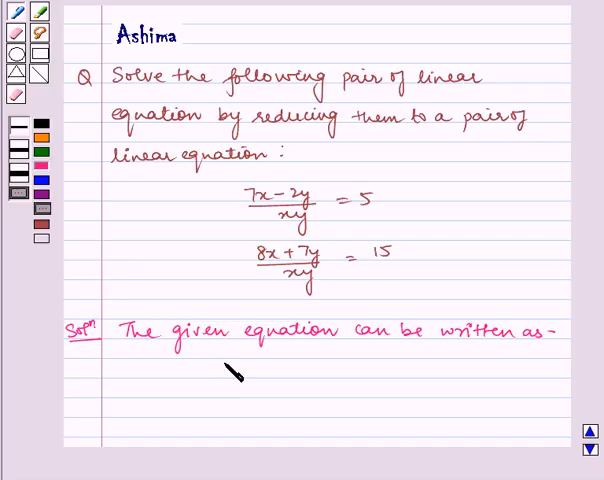 Ashima
Q Solve the following pair of linear
equation by reducing them to a pair of
linear equation :
7x - 2y / xy = 5
8x + 7y / xy = 15
Solⁿ The given equation can be written as-